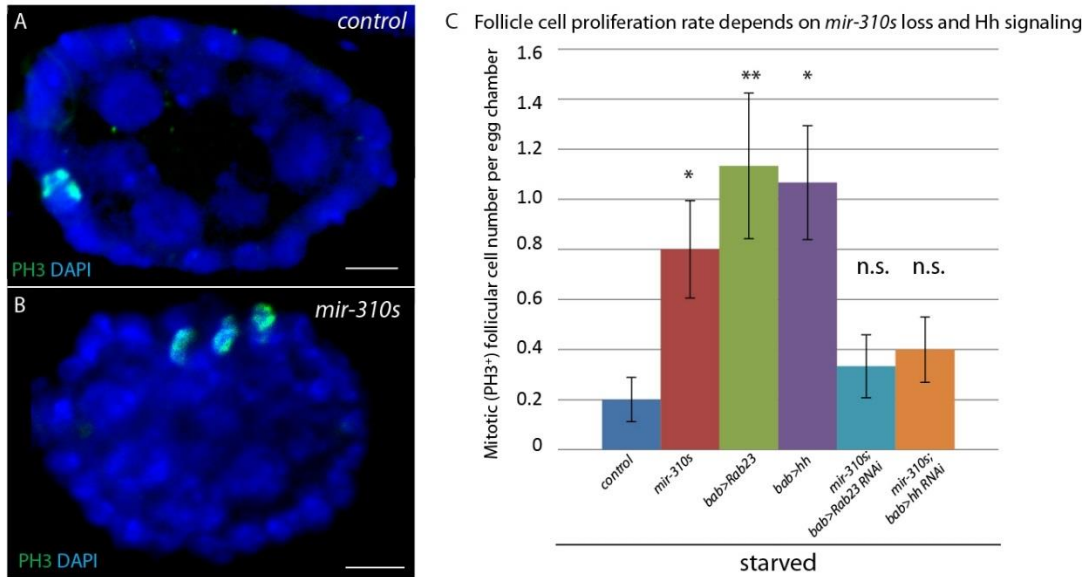 A
control
PH3 DAPI
B
mir-310s
PH3 DAPI
C Follicle cell proliferation rate depends on mir-310s loss and Hh signaling
Mitotic (PH3⁺) follicular cell number per egg chamber
1.6
1.4
1.2
1.0
0.8
0.6
0.4
0.2
0
*
**
*
n.s.
n.s.
control
mir-310s
bab>Rab23
bab>hh
mir-310s;
bab>Rab23 RNAi
mir-310s;
bab>hh RNAi
starved